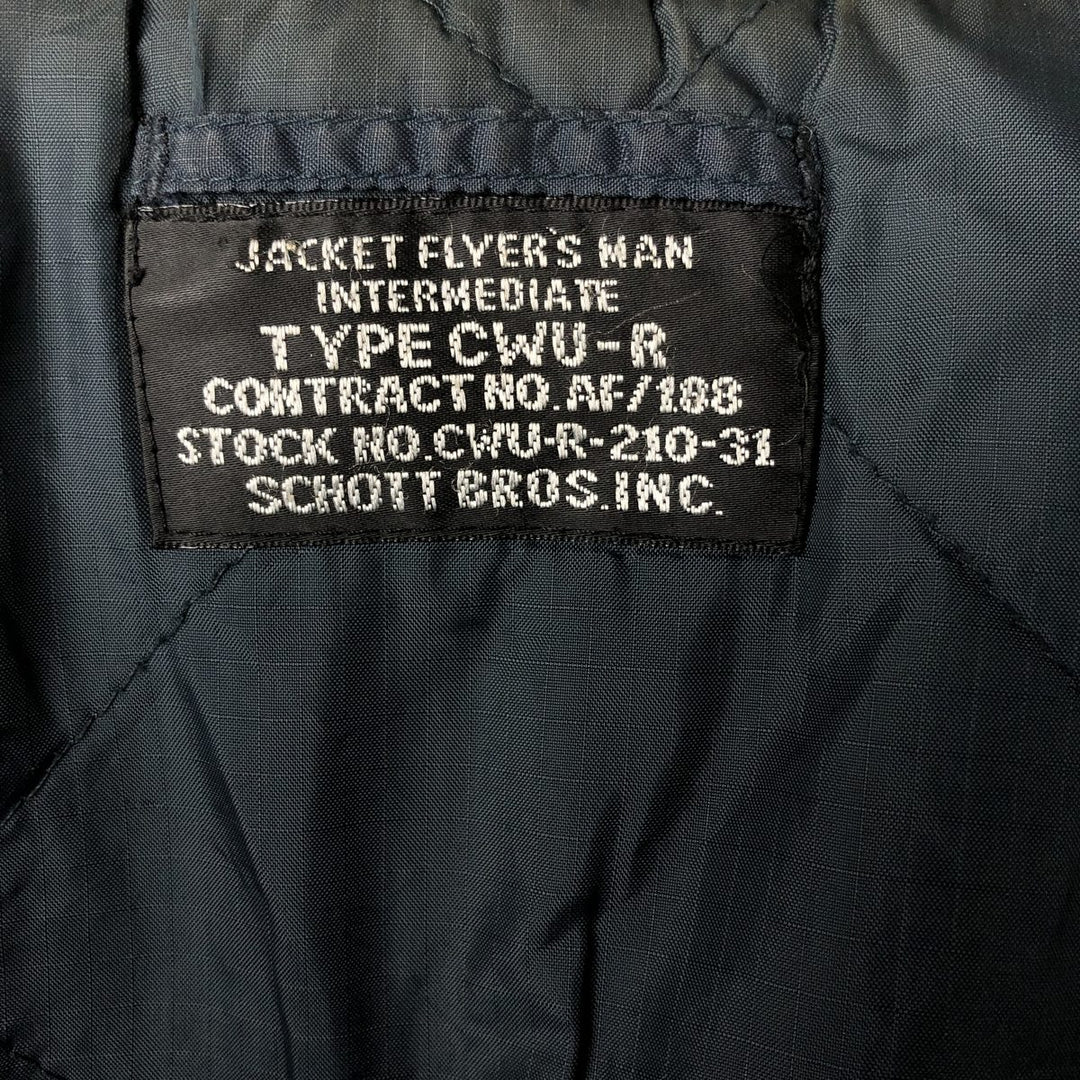 JACKET FLYER'S MAN
INTERMEDIATE
TYPE CWU-R
CONTRACT NO. AF/188
STOCK NO. CWU-R-210-31
SCHOTT BROS. INC.